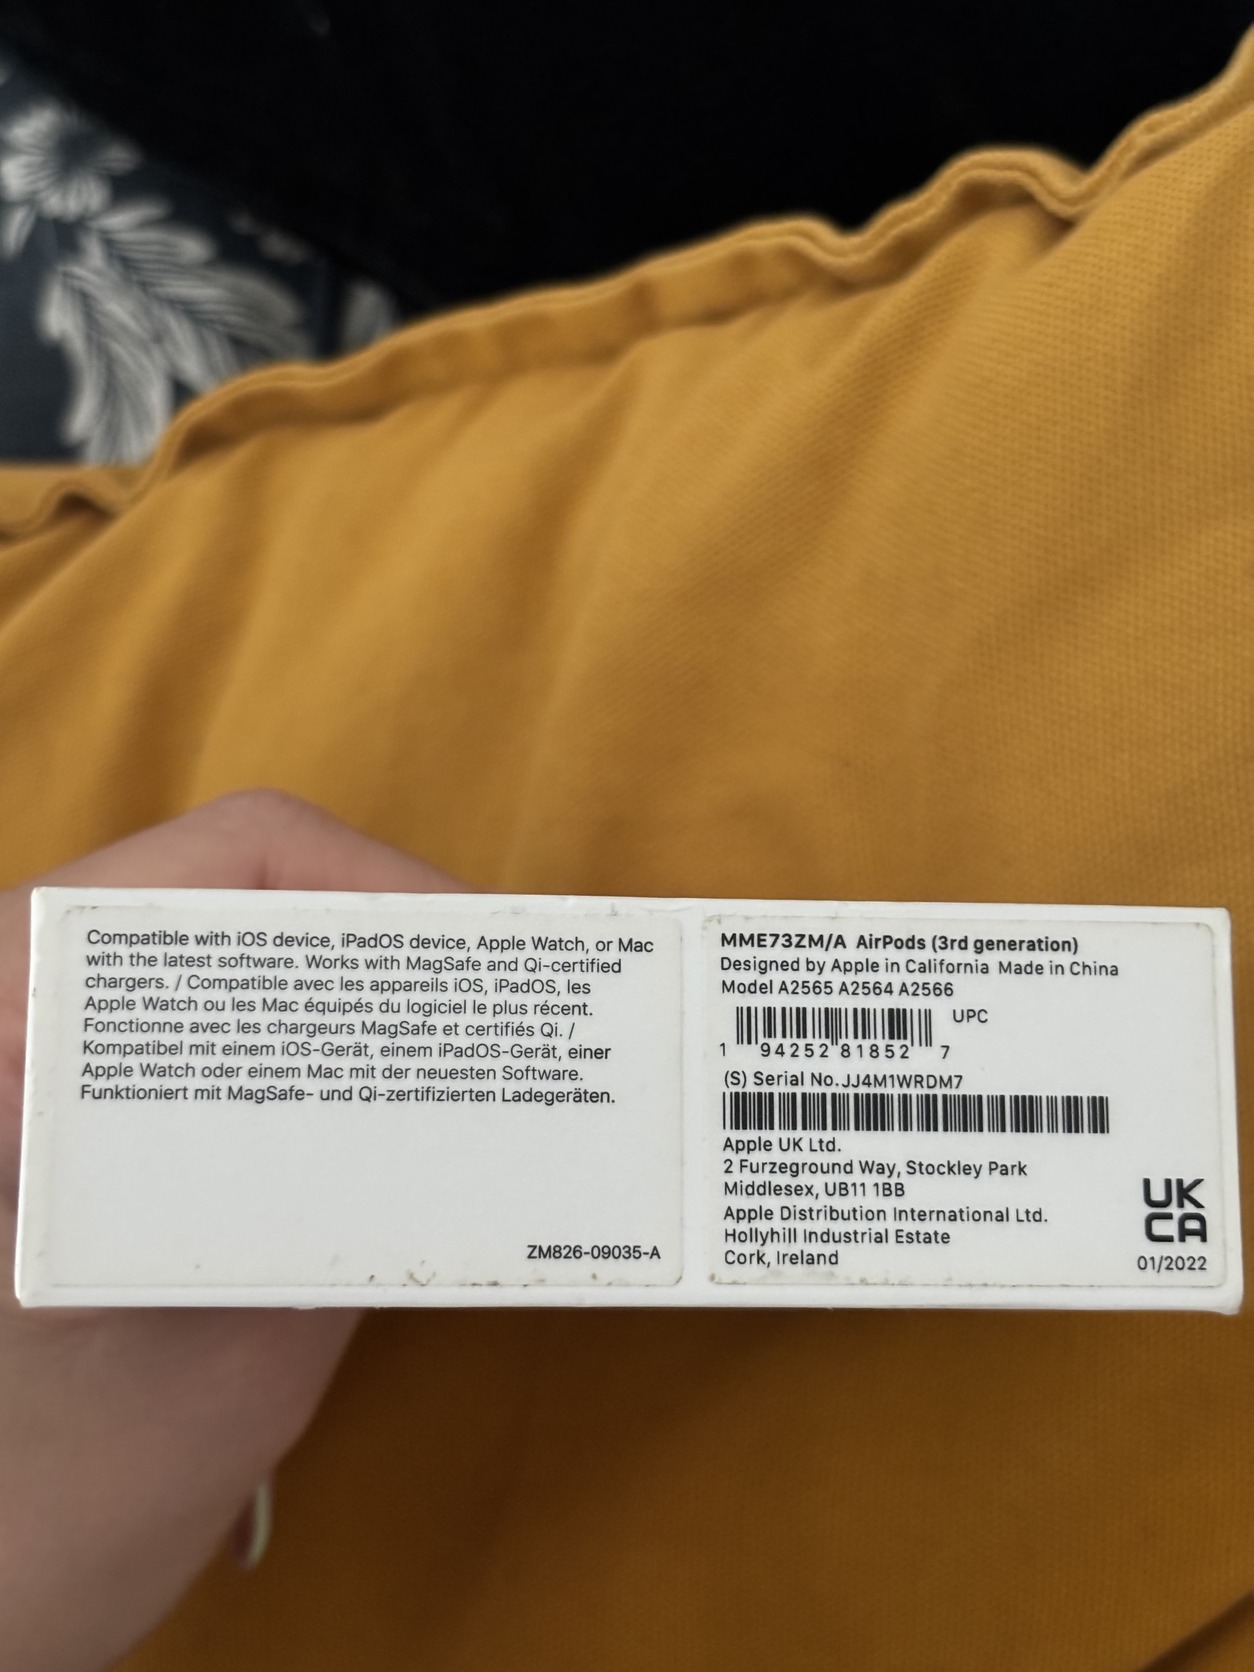 Compatible with iOS device, iPadOS device, Apple Watch, or Mac
with the latest software. Works with MagSafe and Qi-certified
chargers. / Compatible avec les appareils iOS, iPadOS, les
Apple Watch ou les Mac équipés du logiciel le plus récent.
Fonctionne avec les chargeurs MagSafe et certifiés Qi. /
Kompatibel mit einem iOS-Gerät, einem iPadOS-Gerät, einer
Apple Watch oder einem Mac mit der neuesten Software.
Funktioniert mit MagSafe- und Qi-zertifizierten Ladegeräten.
ZM826-09035-A
MME73ZM/A AirPods (3rd generation)
Designed by Apple in California Made in China
Model A2565 A2564 A2566
UPC
1 94252 81852 7
(S) Serial No. JJ4M1WRDM7
Apple UK Ltd.
2 Furzeground Way, Stockley Park
Middlesex, UB11 1BB
Apple Distribution International Ltd.
Hollyhill Industrial Estate
Cork, Ireland
UK
CA
01/2022